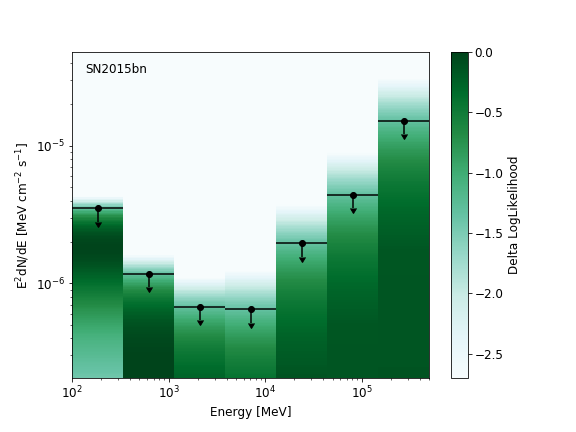 SN2015bn
10⁻⁵
10⁻⁶
E²dN/dE [MeV cm⁻² s⁻¹]
10² 10³ 10⁴ 10⁵
Energy [MeV]
0.0
−0.5
−1.0
−1.5
−2.0
−2.5
Delta LogLikelihood